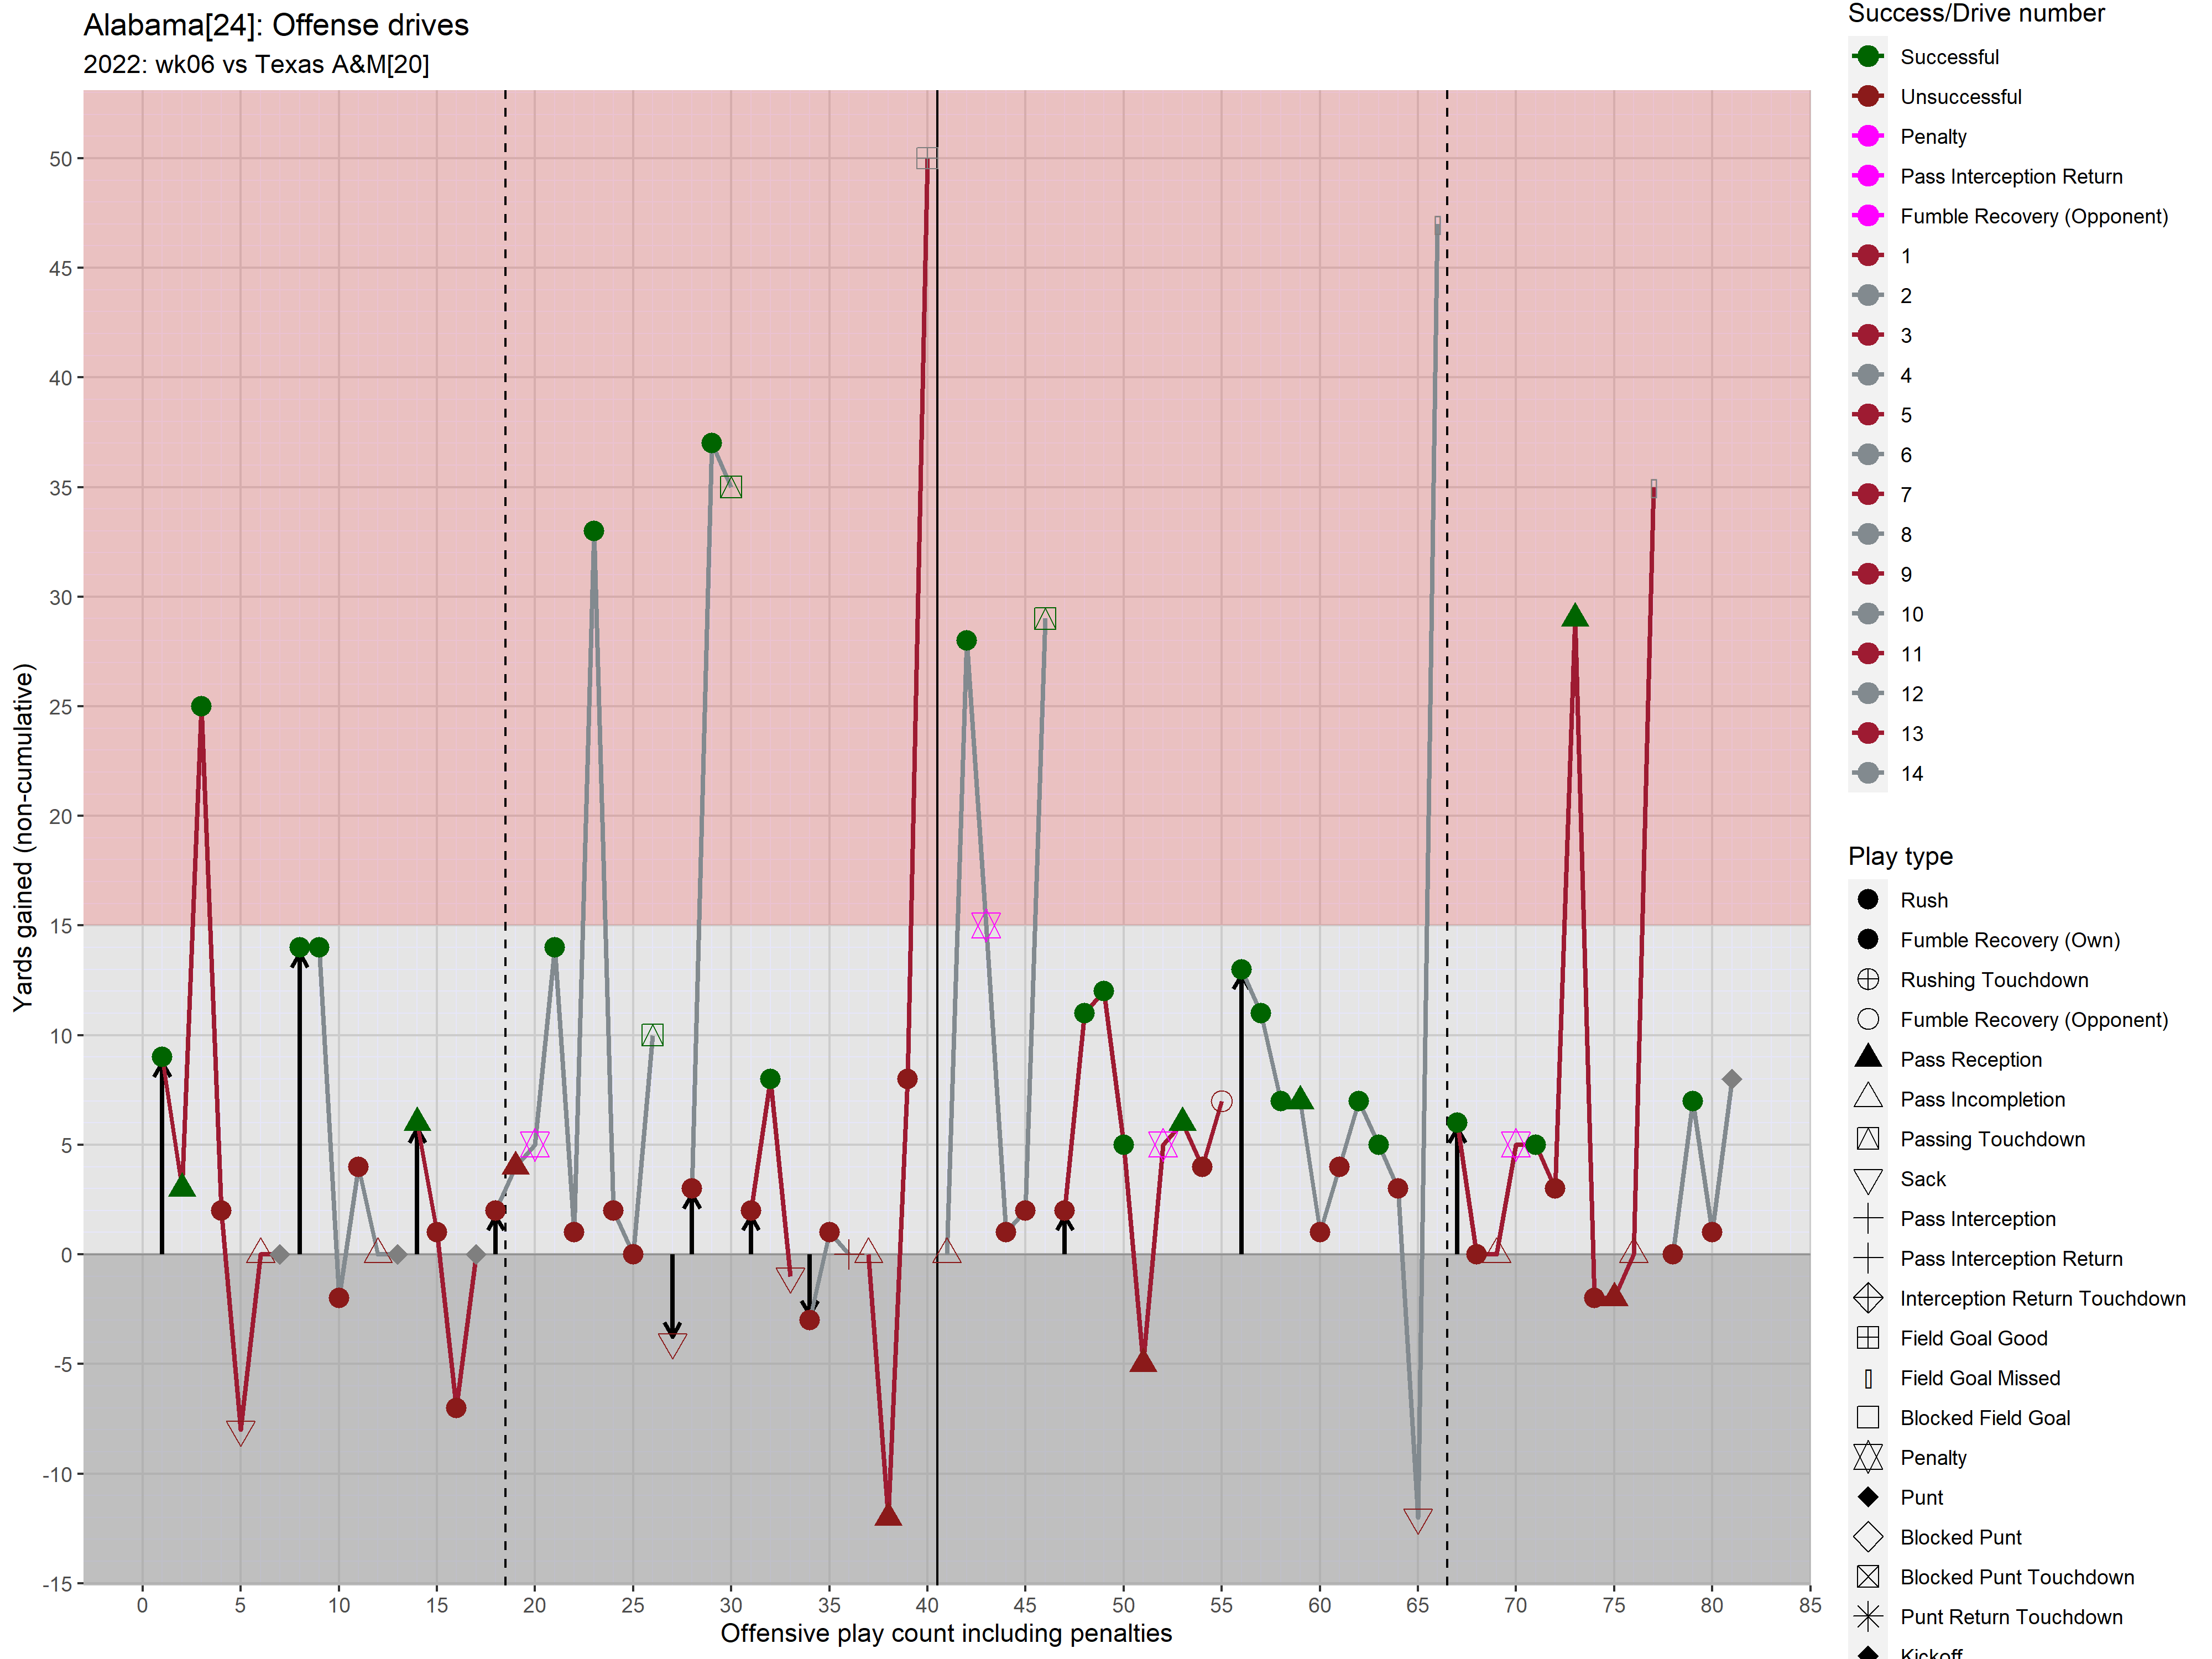 Alabama[24]: Offense drives
2022: wk06 vs Texas A&M[20]
Yards gained (non-cumulative)
50
45
40
35
30
25
20
15
10
5
0
-5
-10
-15
0 5 10 15 20 25 30 35 40 45 50 55 60 65 70 75 80 85
Offensive play count including penalties
Success/Drive number
Successful
Unsuccessful
Penalty
Pass Interception Return
Fumble Recovery (Opponent)
1
2
3
4
5
6
7
8
9
10
11
12
13
14
Play type
Rush
Fumble Recovery (Own)
Rushing Touchdown
Fumble Recovery (Opponent)
Pass Reception
Pass Incompletion
Passing Touchdown
Sack
Pass Interception
Pass Interception Return
Interception Return Touchdown
Field Goal Good
Field Goal Missed
Blocked Field Goal
Penalty
Punt
Blocked Punt
Blocked Punt Touchdown
Punt Return Touchdown
Kickoff